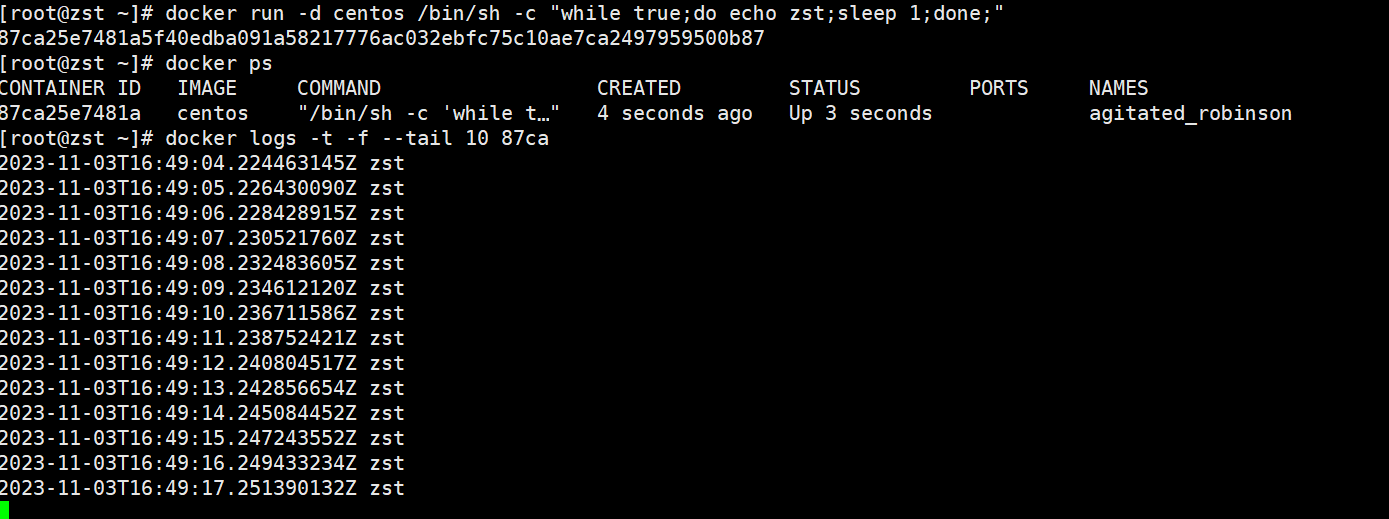 [root@zst ~]# docker run -d centos /bin/sh -c "while true;do echo zst;sleep 1;done;"
87ca25e7481a5f40edba091a58217776ac032ebfc75c10ae7ca2497959500b87
[root@zst ~]# docker ps
CONTAINER ID   IMAGE     COMMAND                  CREATED         STATUS         PORTS     NAMES
87ca25e7481a   centos    "/bin/sh -c 'while t…"   4 seconds ago   Up 3 seconds             agitated_robinson
[root@zst ~]# docker logs -t -f --tail 10 87ca
2023-11-03T16:49:04.224463145Z zst
2023-11-03T16:49:05.226430090Z zst
2023-11-03T16:49:06.228428915Z zst
2023-11-03T16:49:07.230521760Z zst
2023-11-03T16:49:08.232483605Z zst
2023-11-03T16:49:09.234612120Z zst
2023-11-03T16:49:10.236711586Z zst
2023-11-03T16:49:11.238752421Z zst
2023-11-03T16:49:12.240804517Z zst
2023-11-03T16:49:13.242856654Z zst
2023-11-03T16:49:14.245084452Z zst
2023-11-03T16:49:15.247243552Z zst
2023-11-03T16:49:16.249433234Z zst
2023-11-03T16:49:17.251390132Z zst